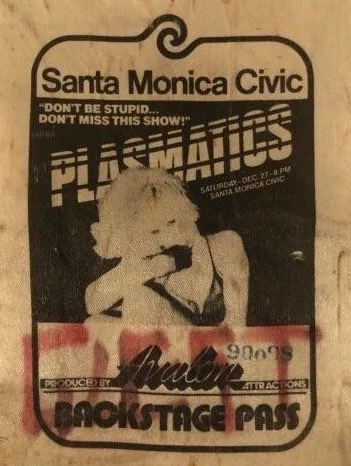 Santa Monica Civic
"DON'T BE STUPID...
DON'T MISS THIS SHOW!"
PLASMATICS
SATURDAY-DEC. 27-8 PM
SANTA MONICA CIVIC
PRODUCED BY Avalon ATTRACTIONS
BACKSTAGE PASS